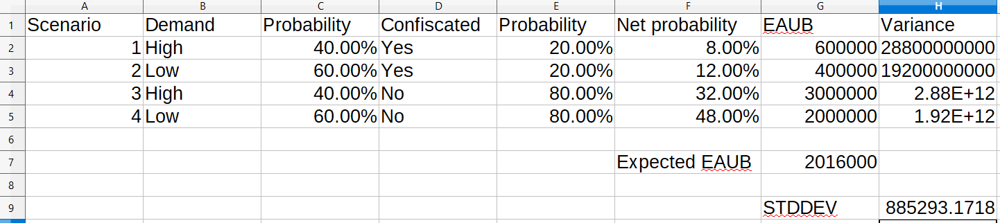 A B C D E F G H
1 Scenario Demand Probability Confiscated Probability Net probability EAUB Variance
2 1 High 40.00% Yes 20.00% 8.00% 600000 28800000000
3 2 Low 60.00% Yes 20.00% 12.00% 400000 19200000000
4 3 High 40.00% No 80.00% 32.00% 3000000 2.88E+12
5 4 Low 60.00% No 80.00% 48.00% 2000000 1.92E+12
6
7 Expected EAUB 2016000
8
9 STDDEV 885293.1718